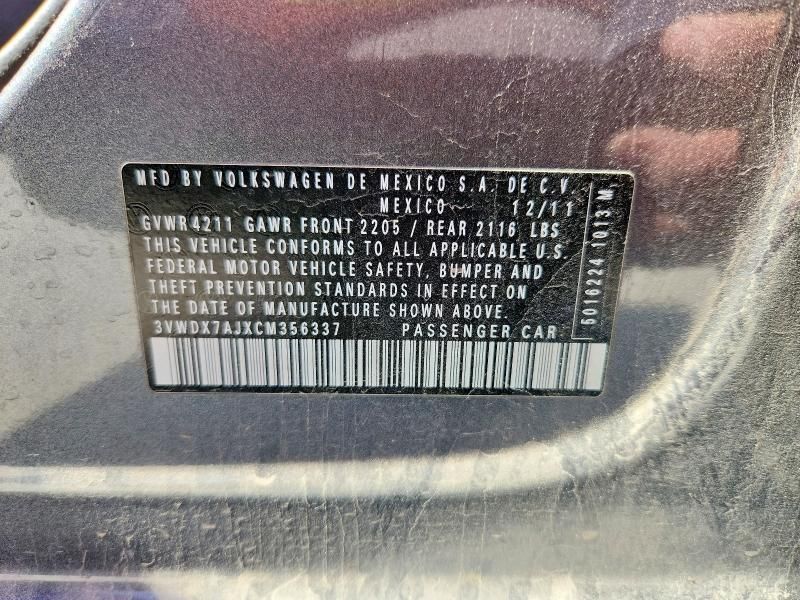 MFD BY VOLKSWAGEN DE MEXICO S.A. DE C.V.
MEXICO 12/11
GVWR 4211 GAWR FRONT 2205 / REAR 2116 LBS
THIS VEHICLE CONFORMS TO ALL APPLICABLE U.S.
FEDERAL MOTOR VEHICLE SAFETY, BUMPER AND
THEFT PREVENTION STANDARDS IN EFFECT ON
THE DATE OF MANUFACTURE SHOWN ABOVE.
3VWDX7AJXCM356337 PASSENGER CAR
5016224 1013 M